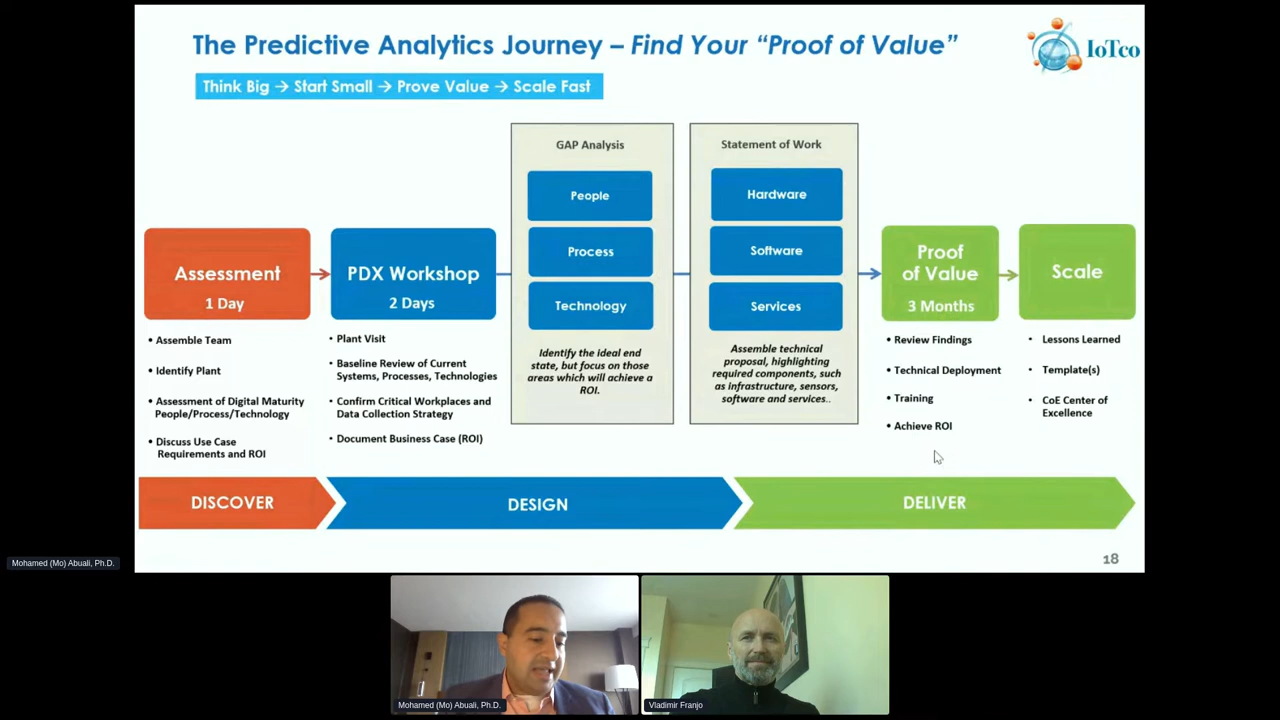 The Predictive Analytics Journey – Find Your “Proof of Value”
IoTco
Think Big → Start Small → Prove Value → Scale Fast
Assessment
1 Day
• Assemble Team
• Identify Plant
• Assessment of Digital Maturity
People/Process/Technology
• Discuss Use Case
Requirements and ROI
PDX Workshop
2 Days
• Plant Visit
• Baseline Review of Current
Systems, Processes, Technologies
• Confirm Critical Workplaces and
Data Collection Strategy
• Document Business Case (ROI)
GAP Analysis
People
Process
Technology
Identify the ideal end
state, but focus on those
areas which will achieve a
ROI.
Statement of Work
Hardware
Software
Services
Assemble technical
proposal, highlighting
required components, such
as infrastructure, sensors,
software and services..
Proof
of Value
3 Months
• Review Findings
• Technical Deployment
• Training
• Achieve ROI
Scale
• Lessons Learned
• Template(s)
• CoE Center of
Excellence
DISCOVER
DESIGN
DELIVER
18
Mohamed (Mo) Abuali, Ph.D.
Mohamed (Mo) Abuali, Ph.D.
Vladimir Franjo